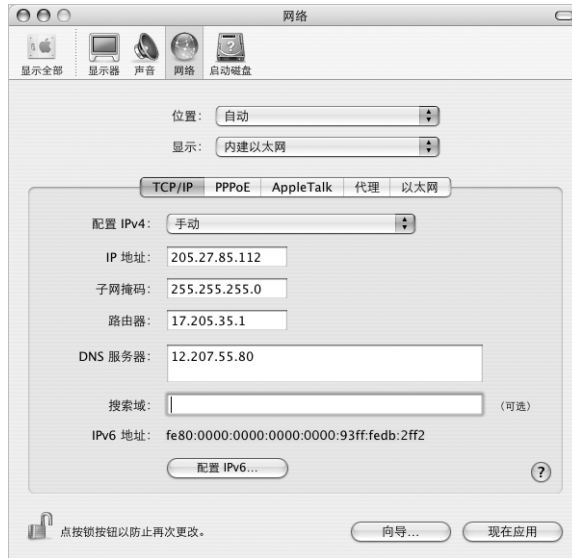 网络
显示全部 显示器 声音 网络 启动磁盘
位置: 自动
显示: 内建以太网
TCP/IP PPPoE AppleTalk 代理 以太网
配置 IPv4: 手动
IP 地址: 205.27.85.112
子网掩码: 255.255.255.0
路由器: 17.205.35.1
DNS 服务器: 12.207.55.80
搜索域: (可选)
IPv6 地址: fe80:0000:0000:0000:0000:93ff:fedb:2ff2
配置 IPv6... ?
点按锁按钮以防止再次更改。 向导... 现在应用